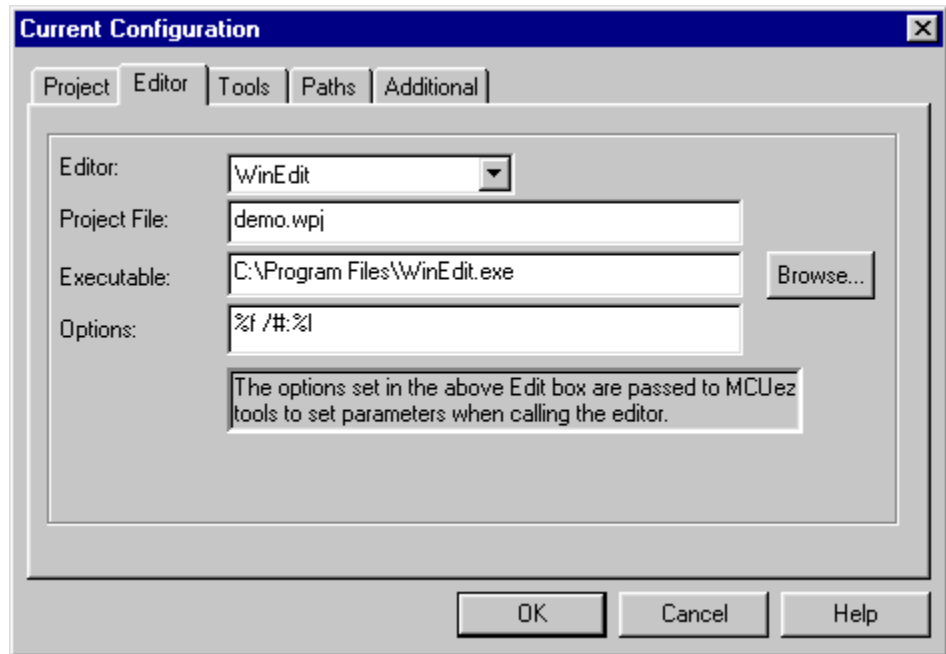 Current Configuration
Project Editor Tools Paths Additional
Editor: WinEdit
Project File: demo.wpj
Executable: C:\Program Files\WinEdit.exe Browse...
Options: %f /#:%l
The options set in the above Edit box are passed to MCUez
tools to set parameters when calling the editor.
OK Cancel Help